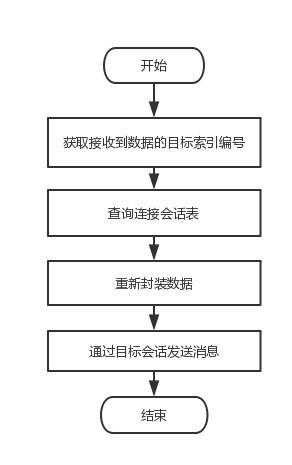 开始
获取接收到数据的目标索引编号
查询连接会话表
重新封装数据
通过目标会话发送消息
结束